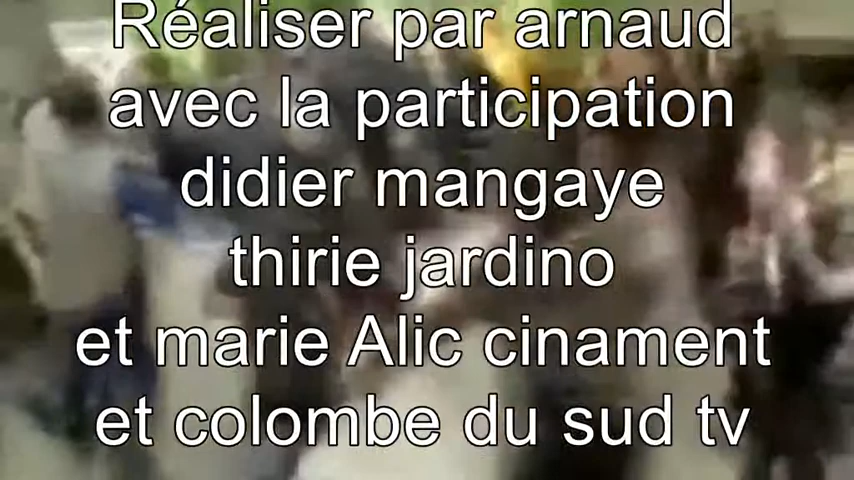 Réaliser par arnaud
avec la participation
didier mangaye
thirie jardino
et marie Alic cinament
et colombe du sud tv